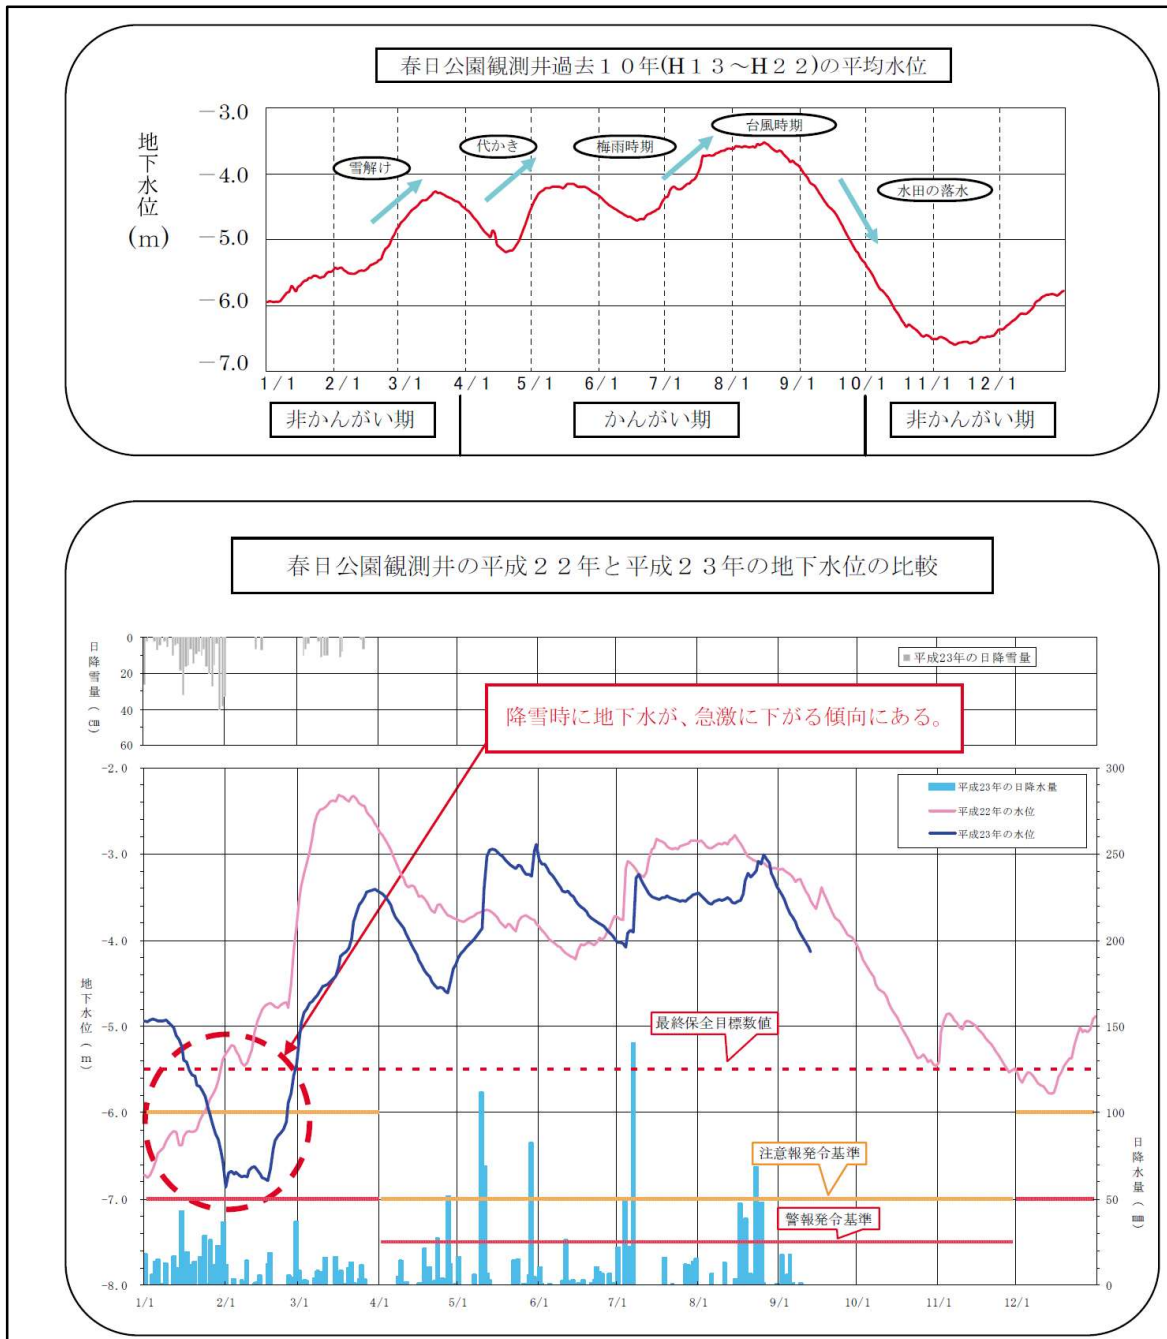 春日公園観測井過去１０年(H１３～H２２)の平均水位
地下水位
(m)
－3.0
－4.0
－5.0
－6.0
－7.0
雪解け
代かき
梅雨時期
台風時期
水田の落水
1/1 2/1 3/1 4/1 5/1 6/1 7/1 8/1 9/1 10/1 11/1 12/1
非かんがい期 かんがい期 非かんがい期
春日公園観測井の平成２２年と平成２３年の地下水位の比較
日降雪量(㎝)
0
20
40
60
■平成23年の日降雪量
降雪時に地下水が、急激に下がる傾向にある。
地下水位(m)
-2.0
-3.0
-4.0
-5.0
-6.0
-7.0
-8.0
平成23年の日降水量
平成22年の水位
平成23年の水位
最終保全目標数値
注意報発令基準
警報発令基準
300
250
200
150
100
50
0
日降水量(㎜)
1/1 2/1 3/1 4/1 5/1 6/1 7/1 8/1 9/1 10/1 11/1 12/1